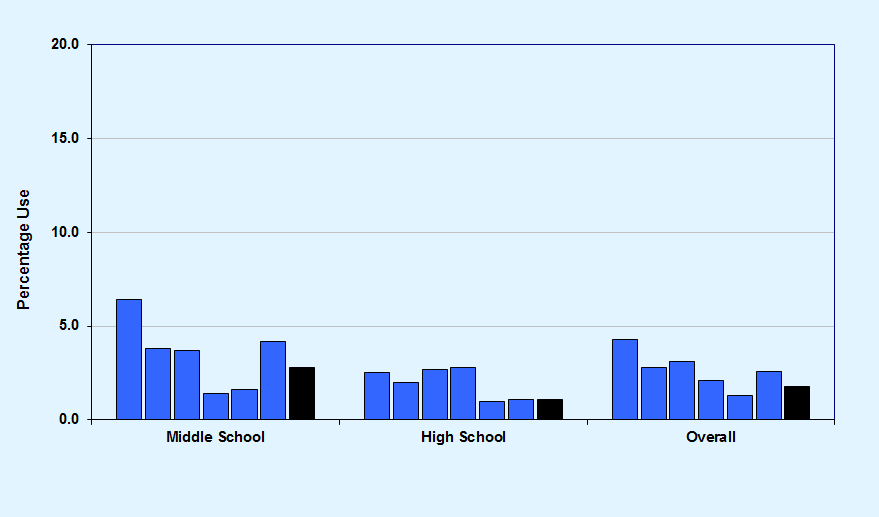 20.0
15.0
10.0
5.0
0.0
Percentage Use
Middle School
High School
Overall